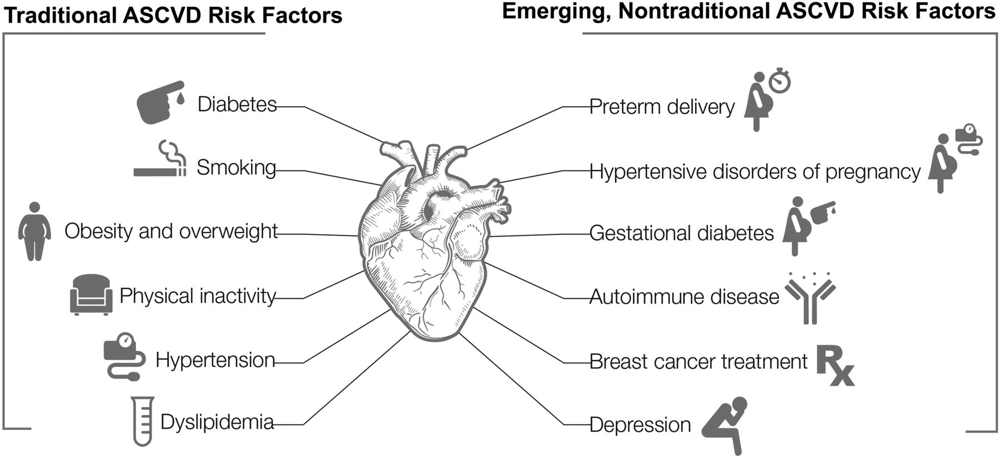 Traditional ASCVD Risk Factors
Diabetes
Smoking
Obesity and overweight
Physical inactivity
Hypertension
Dyslipidemia
Emerging, Nontraditional ASCVD Risk Factors
Preterm delivery
Hypertensive disorders of pregnancy
Gestational diabetes
Autoimmune disease
Breast cancer treatment Rx
Depression